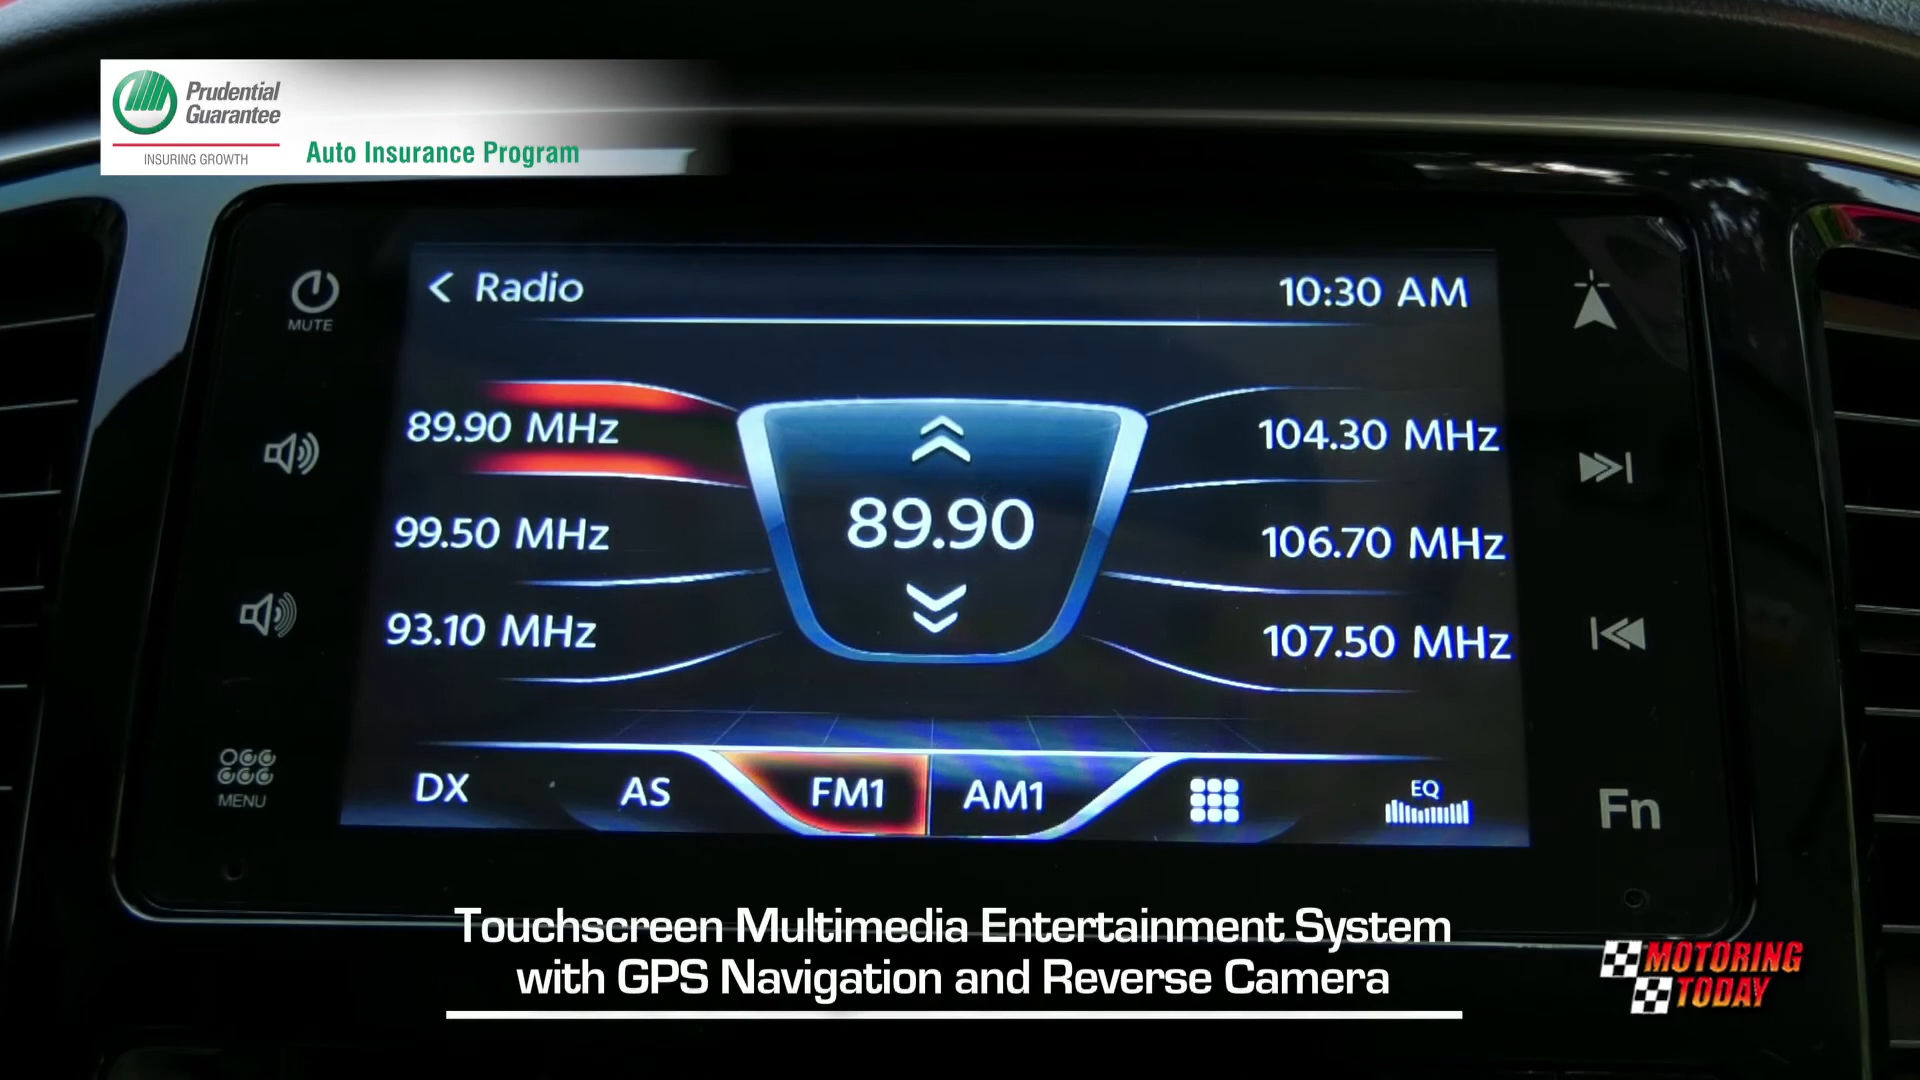 Prudential
Guarantee
INSURING GROWTH
Auto Insurance Program
Radio
10:30 AM
MUTE
89.90 MHz
99.50 MHz
93.10 MHz
89.90
104.30 MHz
106.70 MHz
107.50 MHz
MENU
DX
AS
FM1
AM1
EQ
Fn
Touchscreen Multimedia Entertainment System
with GPS Navigation and Reverse Camera
MOTORING
TODAY